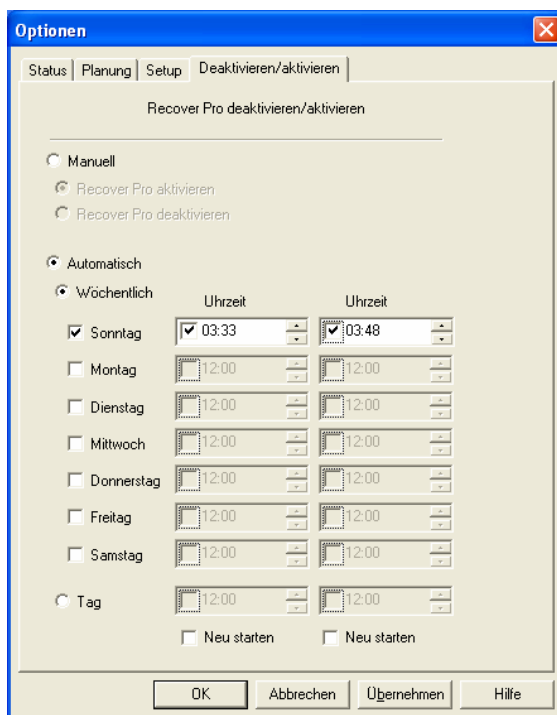 Optionen
Status Planung Setup Deaktivieren/aktivieren
Recover Pro deaktivieren/aktivieren
Manuell
Recover Pro aktivieren
Recover Pro deaktivieren
Automatisch
Wöchentlich Uhrzeit Uhrzeit
Sonntag 03:33 03:48
Montag 12:00 12:00
Dienstag 12:00 12:00
Mittwoch 12:00 12:00
Donnerstag 12:00 12:00
Freitag 12:00 12:00
Samstag 12:00 12:00
Tag 12:00 12:00
Neu starten Neu starten
OK Abbrechen Übernehmen Hilfe